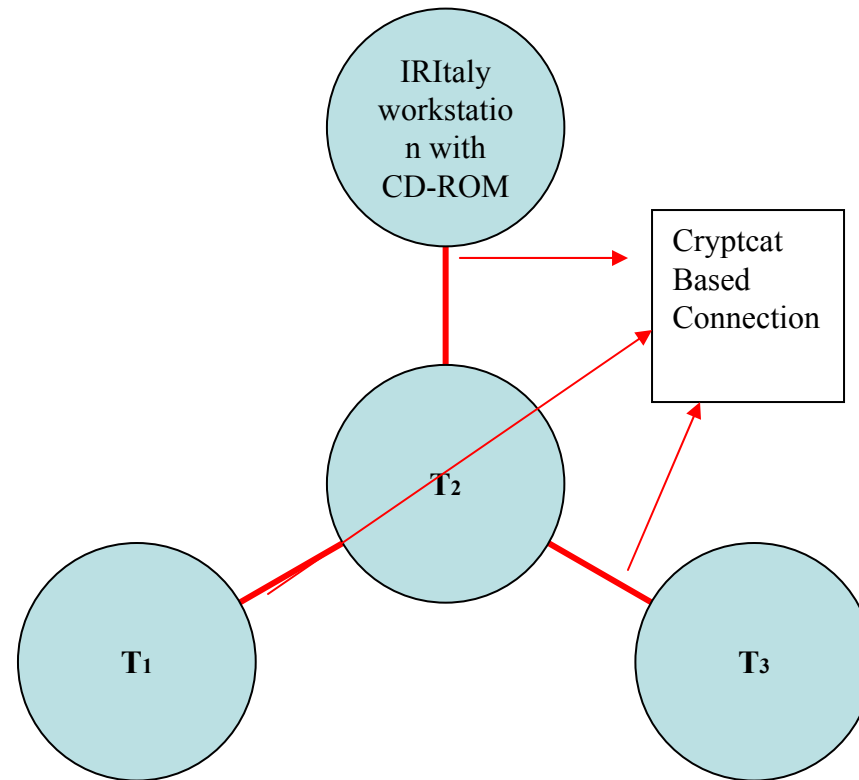 IRItaly
workstatio
n with
CD-ROM
Cryptcat
Based
Connection
T2
T1
T3